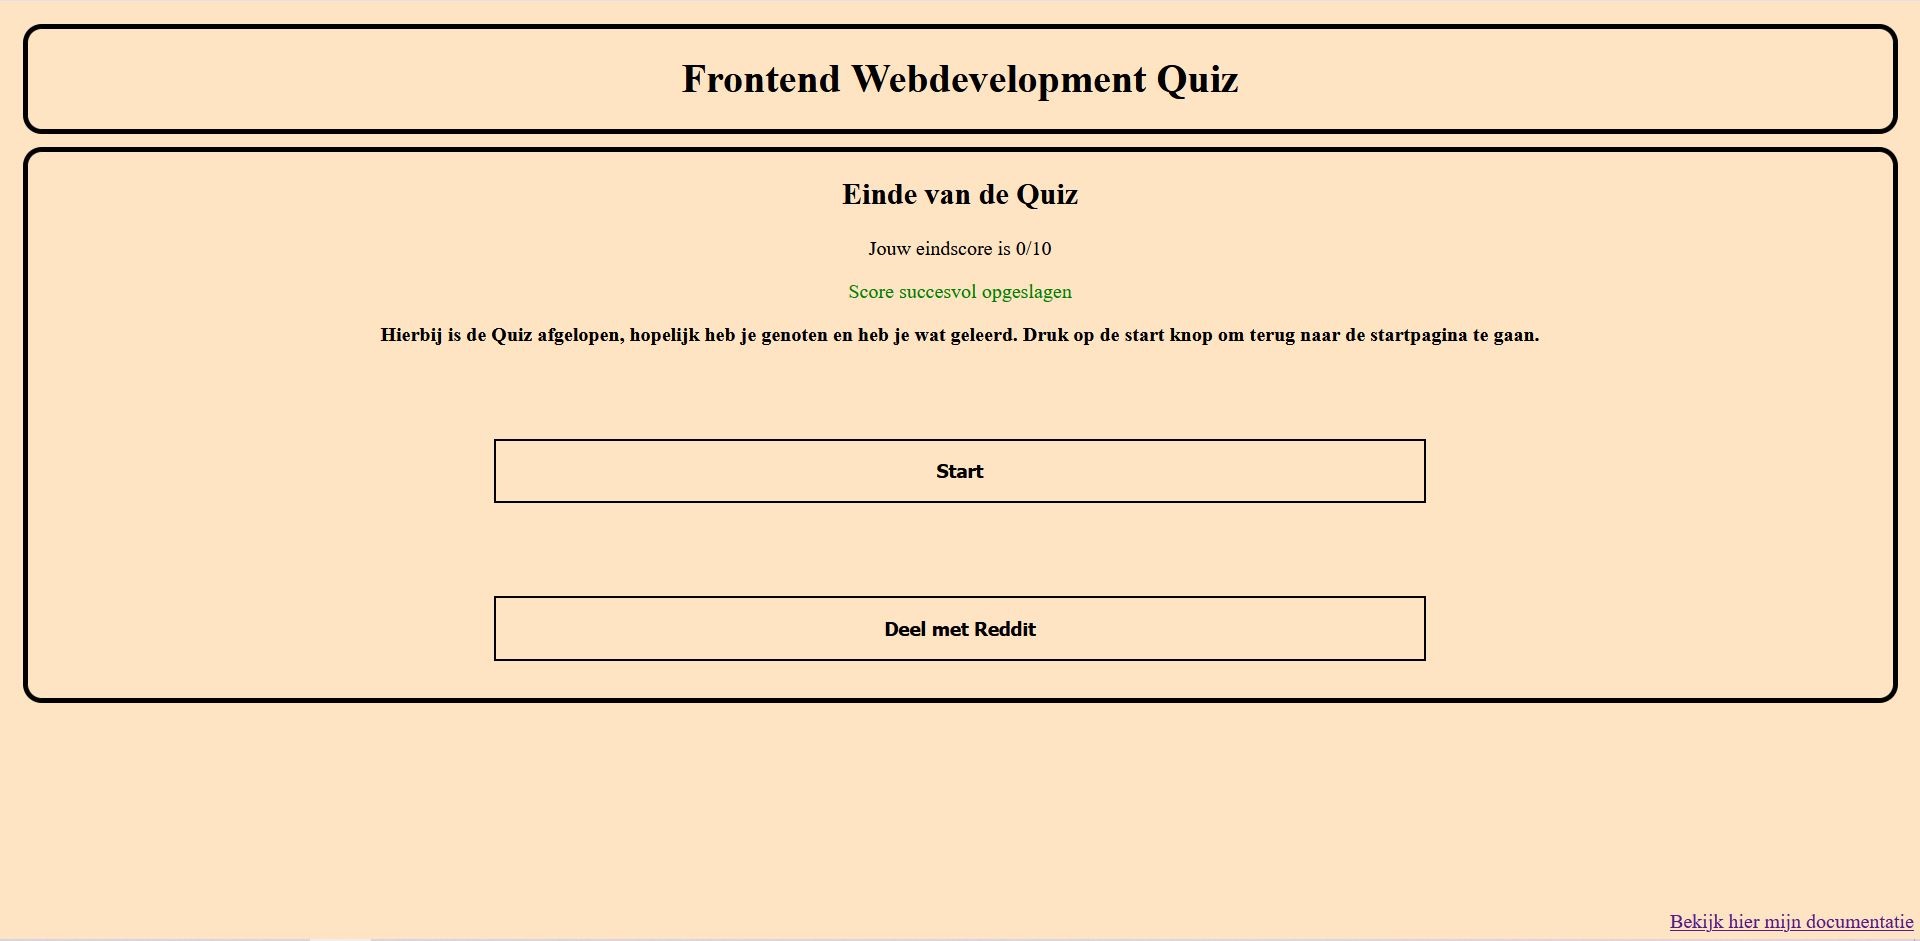 Frontend Webdevelopment Quiz
Einde van de Quiz
Jouw eindscore is 0/10
Score succesvol opgeslagen
Hierbij is de Quiz afgelopen, hopelijk heb je genoten en heb je wat geleerd. Druk op de start knop om terug naar de startpagina te gaan.
Start
Deel met Reddit
Bekijk hier mijn documentatie